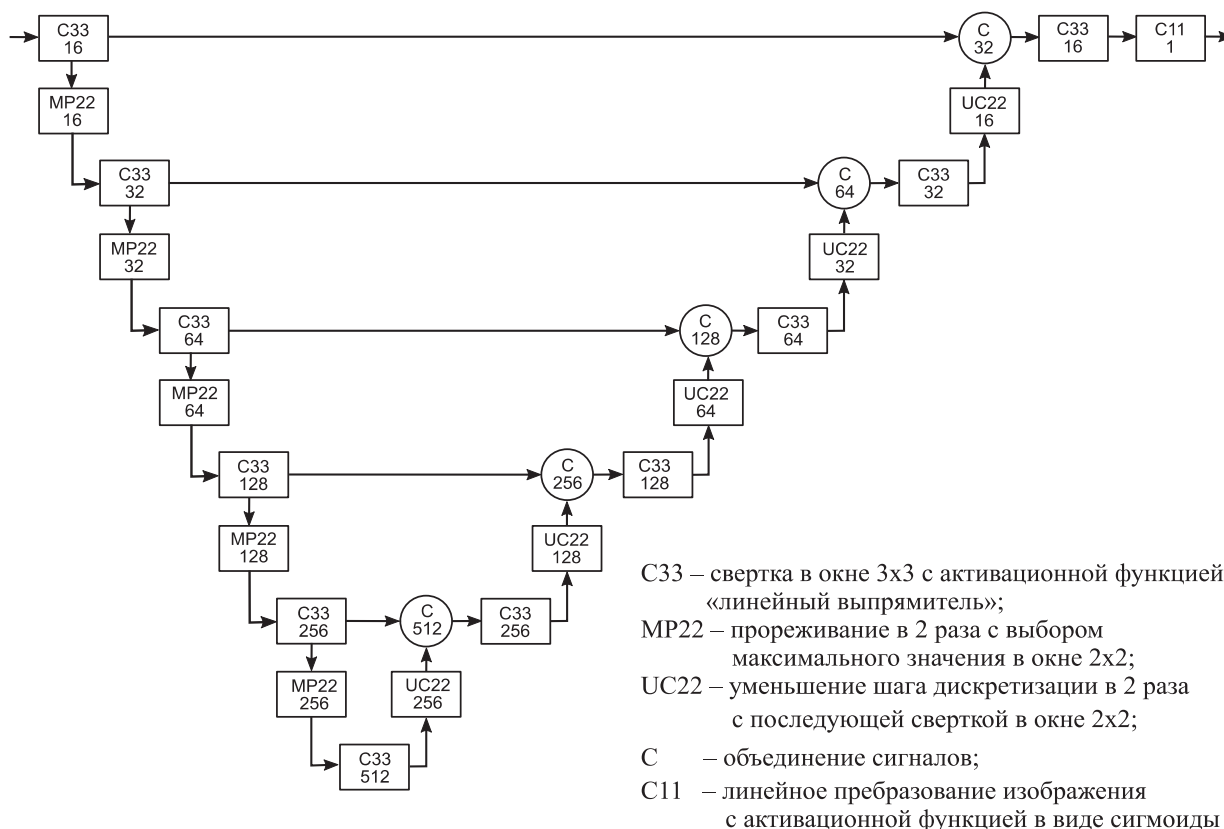 C33
16
C
32
C33
16
C11
1
MP22
16
UC22
16
C33
32
C
64
C33
32
MP22
32
UC22
32
C33
64
C
128
C33
64
MP22
64
UC22
64
C33
128
C
256
C33
128
MP22
128
UC22
128
C33
256
C
512
C33
256
MP22
256
UC22
256
C33
512
C33 – свертка в окне 3x3 с активационной функцией
«линейный выпрямитель»;
MP22 – прореживание в 2 раза с выбором
максимального значения в окне 2x2;
UC22 – уменьшение шага дискретизации в 2 раза
с последующей сверткой в окне 2x2;
C – объединение сигналов;
C11 – линейное пребразование изображения
с активационной функцией в виде сигмоиды